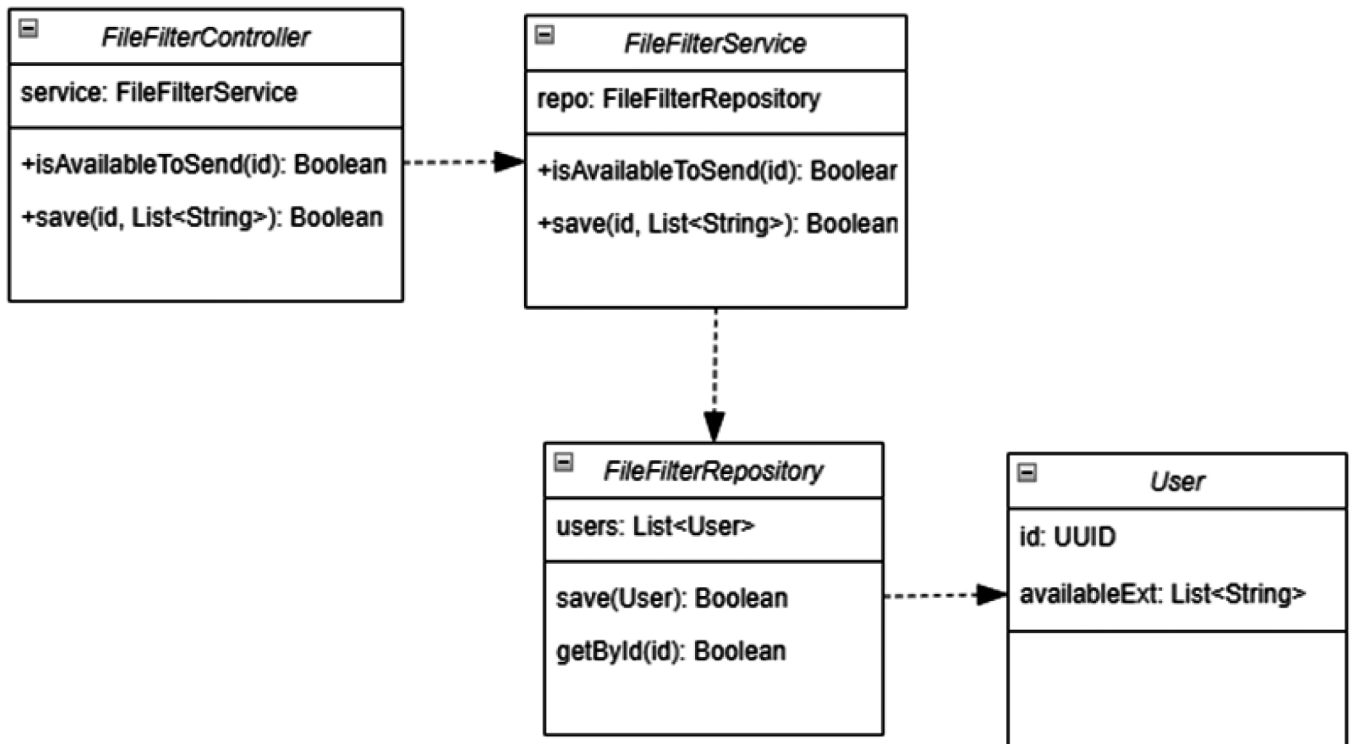 FileFilterController
service: FileFilterService
+isAvailableToSend(id): Boolean
+save(id, List<String>): Boolean
FileFilterService
repo: FileFilterRepository
+isAvailableToSend(id): Boolear
+save(id, List<String>): Boolean
FileFilterRepository
users: List<User>
save(User): Boolean
getById(id): Boolean
User
id: UUID
availableExt: List<String>